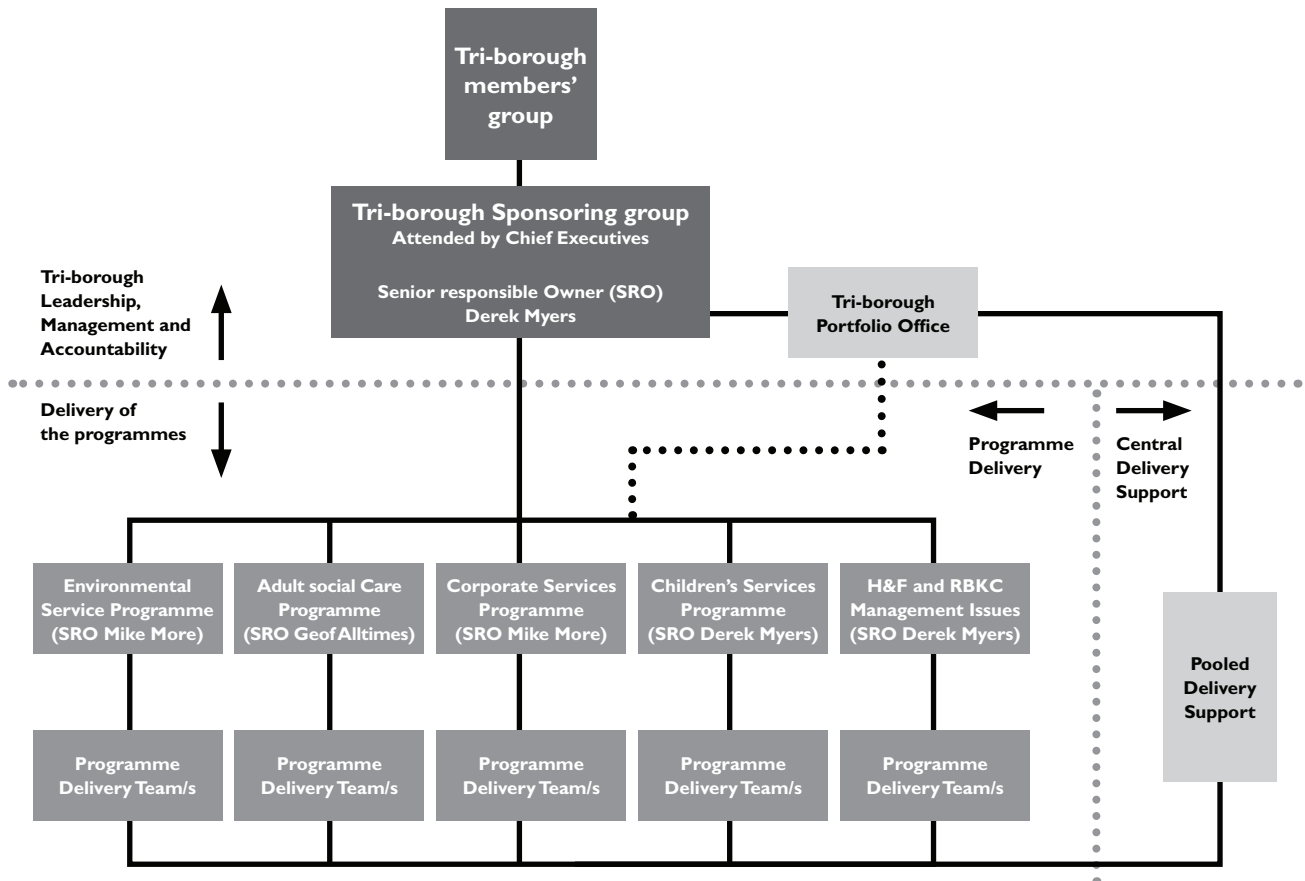 Tri-borough
members’
group
Tri-borough Sponsoring group
Attended by Chief Executives
Senior responsible Owner (SRO)
Derek Myers
Tri-borough
Portfolio Office
Tri-borough
Leadership,
Management and
Accountability
Delivery of
the programmes
Programme
Delivery
Central
Delivery
Support
Environmental
Service Programme
(SRO Mike More)
Adult social Care
Programme
(SRO Geof Alltimes)
Corporate Services
Programme
(SRO Mike More)
Children’s Services
Programme
(SRO Derek Myers)
H&F and RBKC
Management Issues
(SRO Derek Myers)
Pooled
Delivery
Support
Programme
Delivery Team/s
Programme
Delivery Team/s
Programme
Delivery Team/s
Programme
Delivery Team/s
Programme
Delivery Team/s